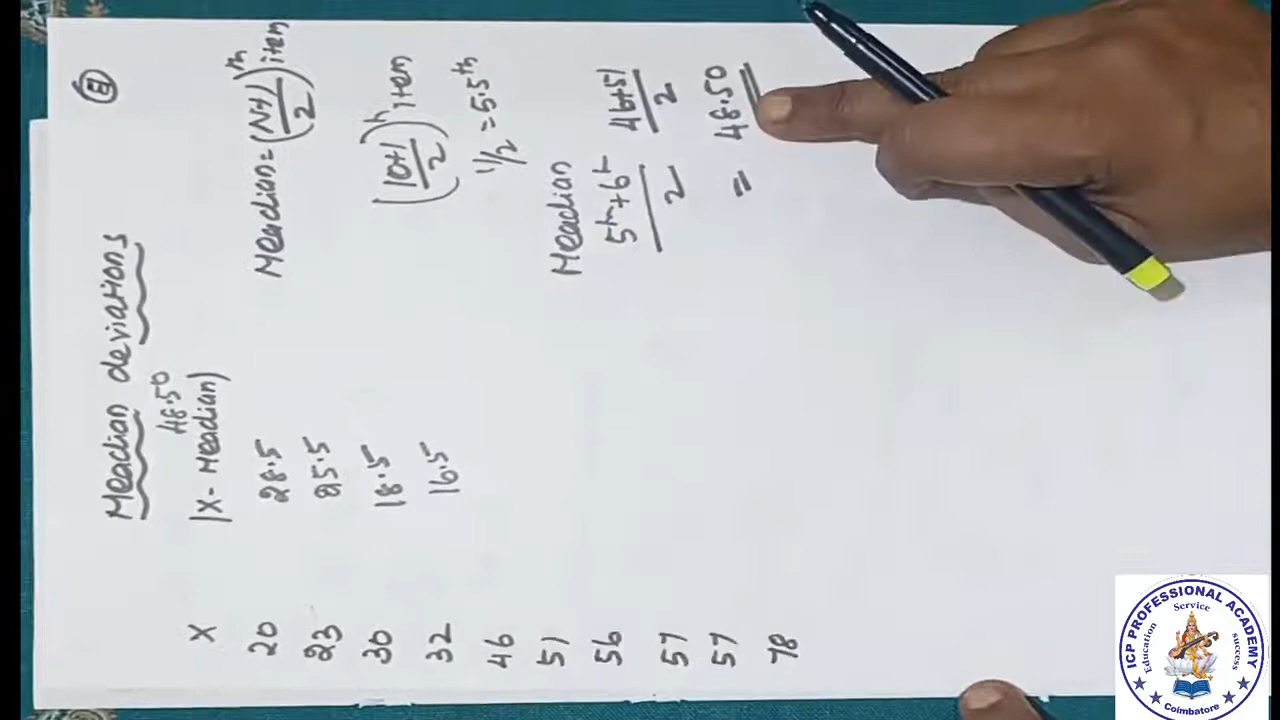 8
Meadian deviations
48.50
X |X - Meadian)
20 28.5
23 25.5
30 18.5
32 16.5
46
51
56
57
57
78
Meadian = (N+1/2)th item
(10+1/2)th item
11/2 = 5.5th
Meadian
5th+6th/2 46+51/2
= 48.50
ICP PROFESSIONAL ACADEMY
Service
Education
success
Coimbatore